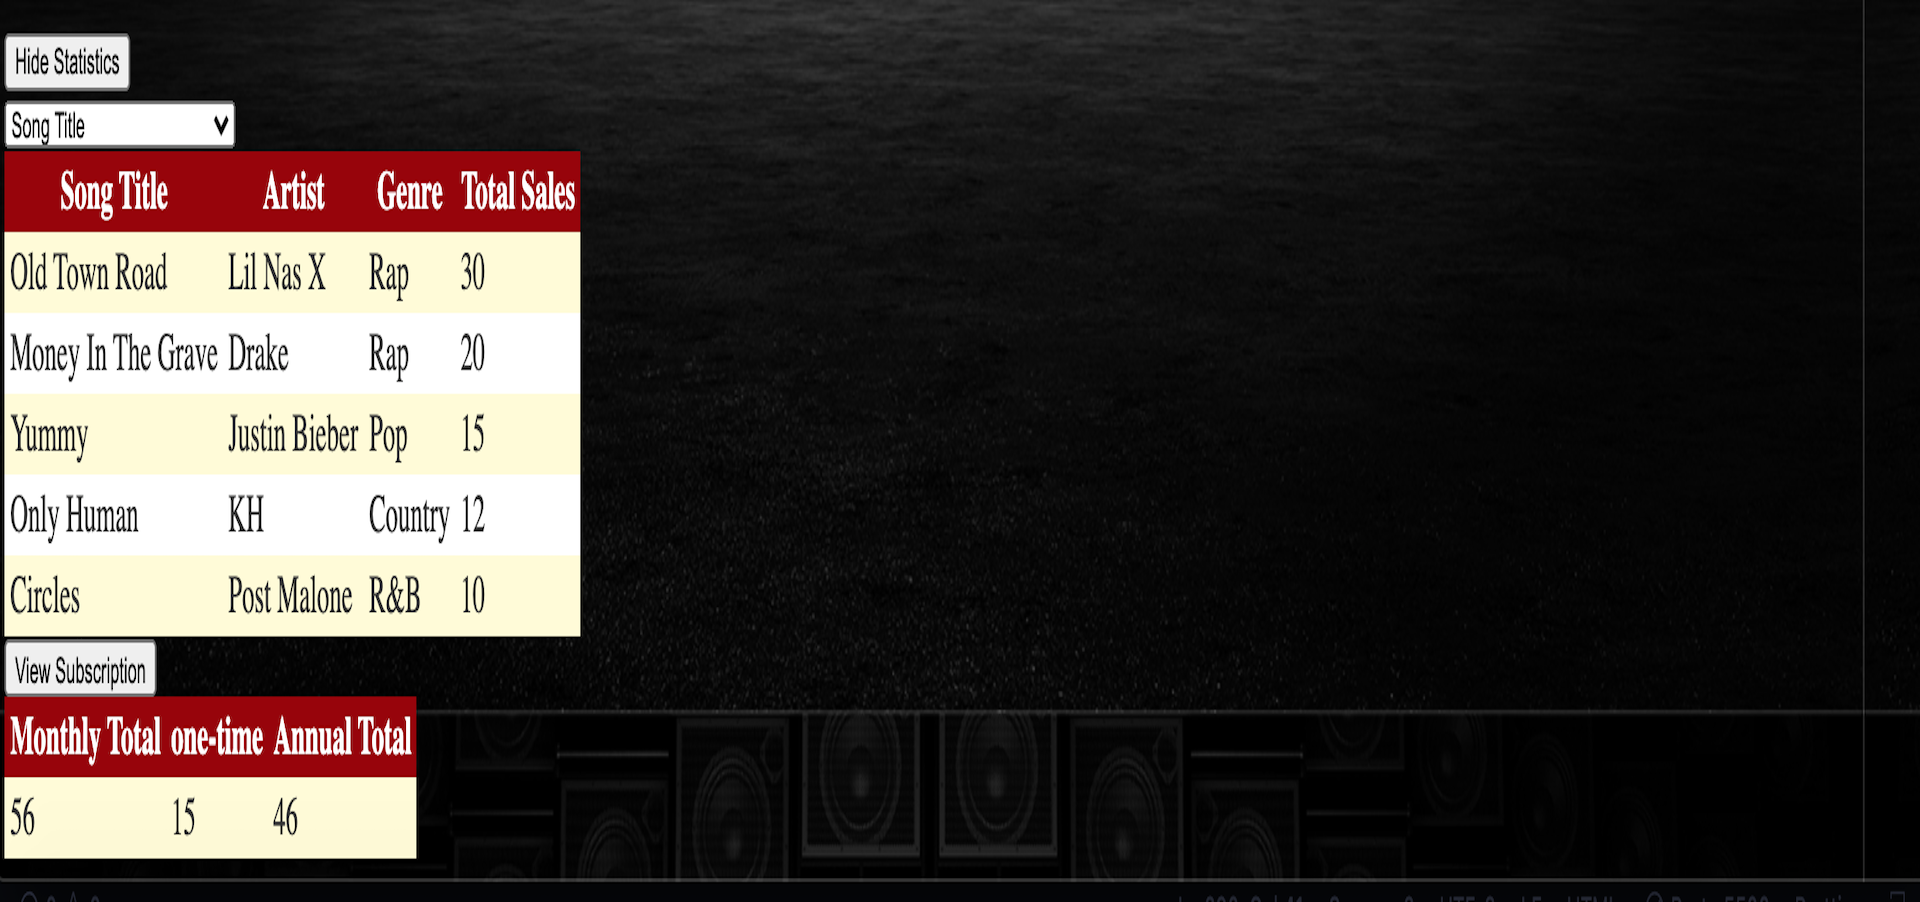 Hide Statistics
Song Title
Song Title Artist Genre Total Sales
Old Town Road Lil Nas X Rap 30
Money In The Grave Drake Rap 20
Yummy Justin Bieber Pop 15
Only Human KH Country 12
Circles Post Malone R&B 10
View Subscription
Monthly Total one-time Annual Total
56 15 46